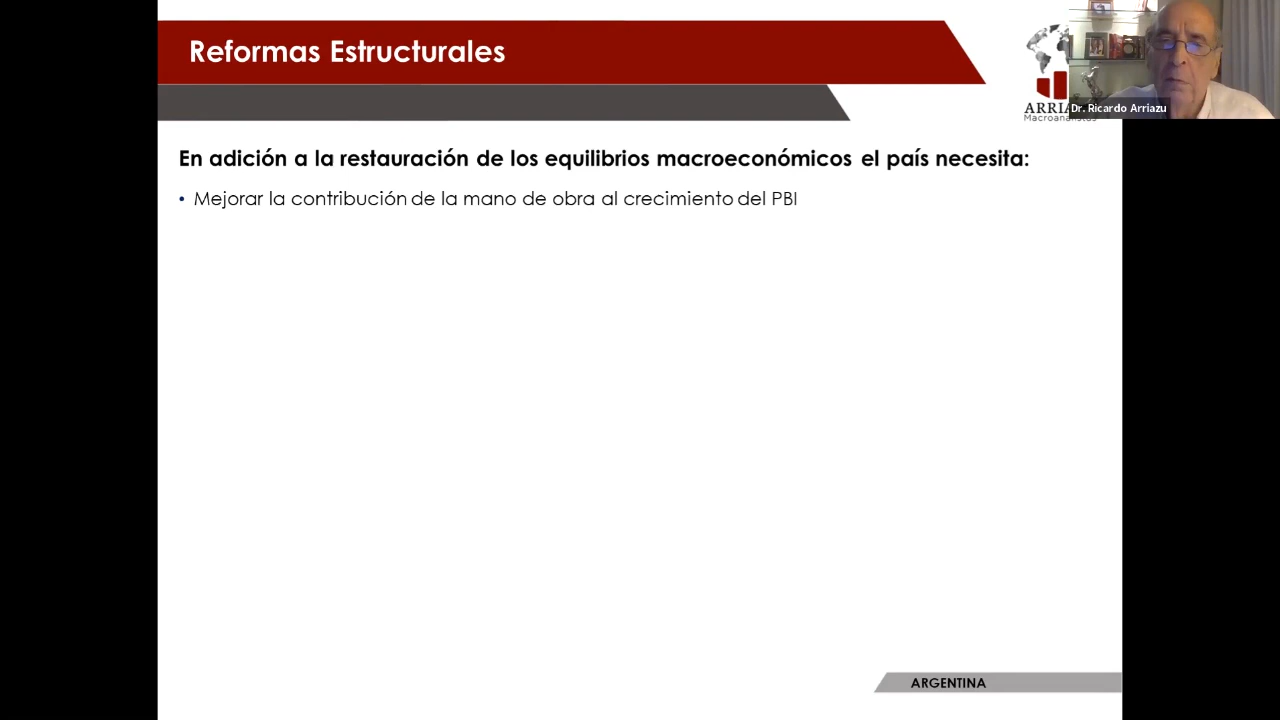 Reformas Estructurales
Dr. Ricardo Arriazu
En adición a la restauración de los equilibrios macroeconómicos el país necesita:
• Mejorar la contribución de la mano de obra al crecimiento del PBI
ARGENTINA